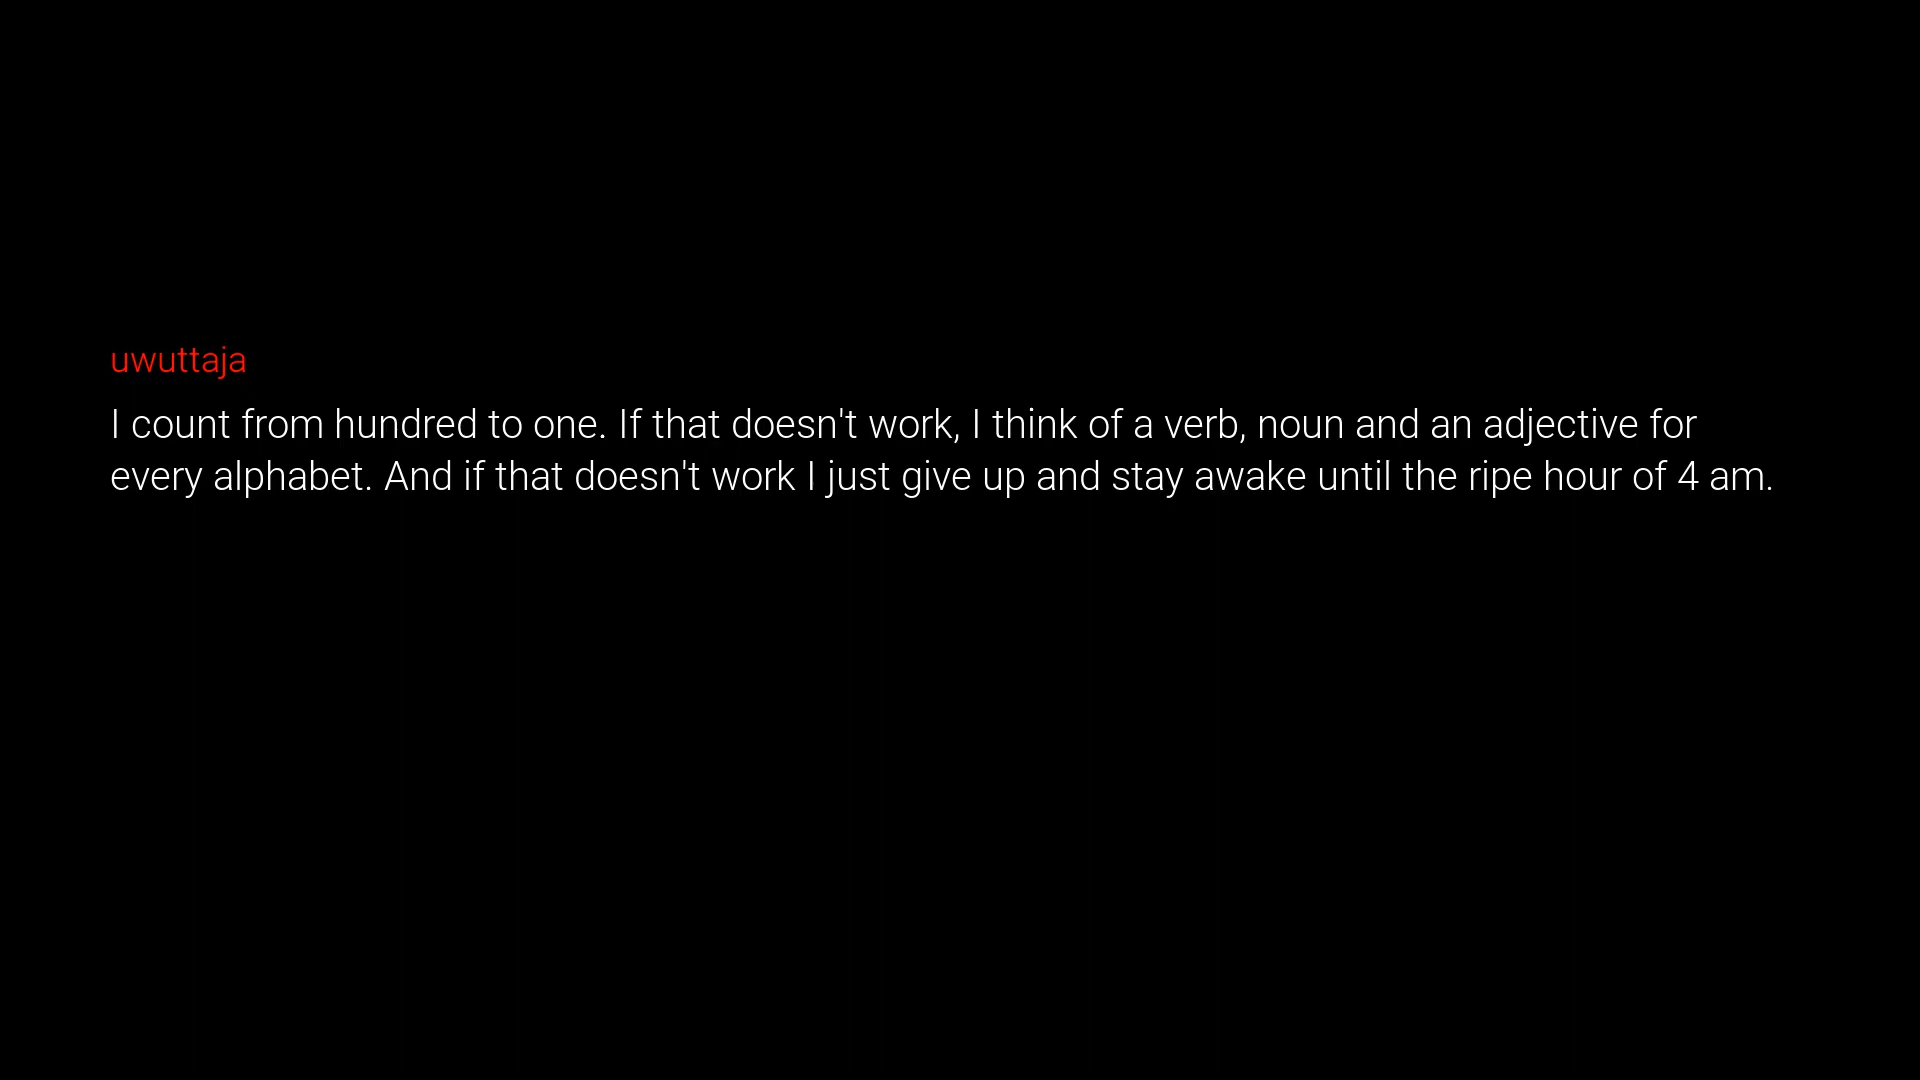 uwuttaja
I count from hundred to one. If that doesn't work, I think of a verb, noun and an adjective for
every alphabet. And if that doesn't work I just give up and stay awake until the ripe hour of 4 am.